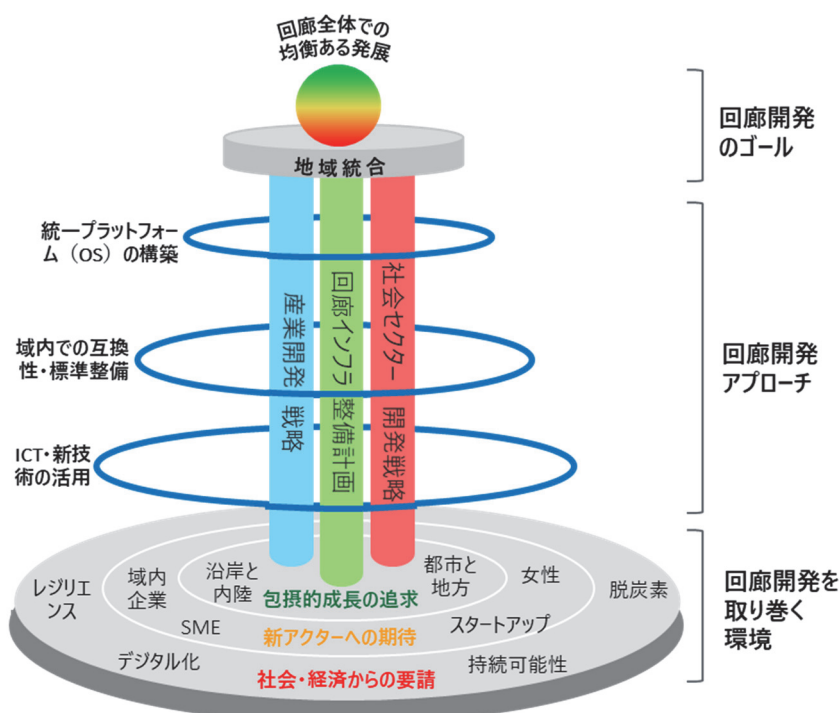 回廊全体での
均衡ある発展
地域統合
回廊開発
のゴール
統一プラットフォー
ム（OS）の構築
域内での互換
性・標準整備
ICT・新技
術の活用
産業開発 戦略
回廊インフラ 整備計画
社会セクター 開発戦略
回廊開発
アプローチ
レジリエ
ンス
域内
企業
沿岸と
内陸
都市と
地方
女性
脱炭素
包摂的成長の追求
SME
新アクターへの期待
スタートアップ
デジタル化
社会・経済からの要請
持続可能性
回廊開発を
取り巻く
環境